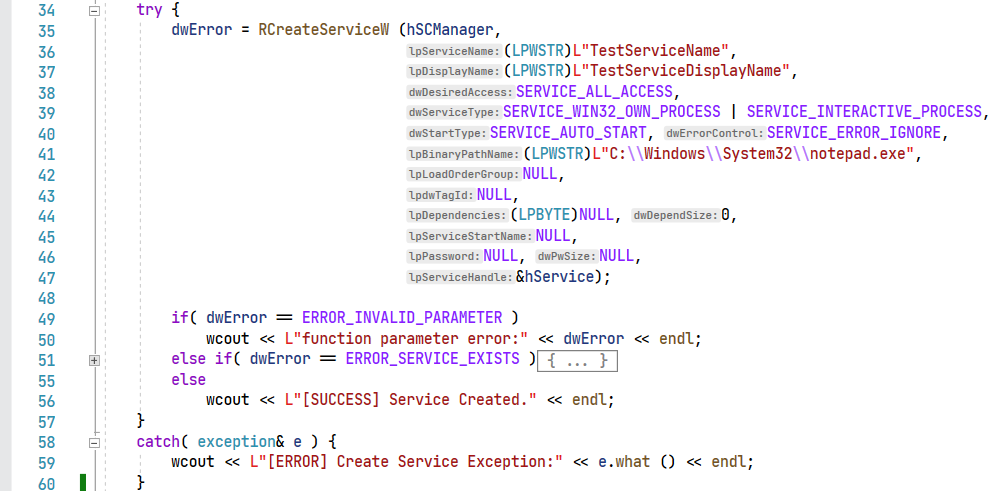 34 try {
35 dwError = RCreateServiceW (hSCManager,
36 lpServiceName: (LPWSTR)L"TestServiceName",
37 lpDisplayName: (LPWSTR)L"TestServiceDisplayName",
38 dwDesiredAccess: SERVICE_ALL_ACCESS,
39 dwServiceType: SERVICE_WIN32_OWN_PROCESS | SERVICE_INTERACTIVE_PROCESS,
40 dwStartType: SERVICE_AUTO_START, dwErrorControl: SERVICE_ERROR_IGNORE,
41 lpBinaryPathName: (LPWSTR)L"C:\\Windows\\System32\\notepad.exe",
42 lpLoadOrderGroup: NULL,
43 lpdwTagId: NULL,
44 lpDependencies: (LPBYTE)NULL, dwDependSize: 0,
45 lpServiceStartName: NULL,
46 lpPassword: NULL, dwPwSize: NULL,
47 lpServiceHandle: &hService);
48
49 if( dwError == ERROR_INVALID_PARAMETER )
50 wcout << L"function parameter error:" << dwError << endl;
51 else if( dwError == ERROR_SERVICE_EXISTS ) { ... }
55 else
56 wcout << L"[SUCCESS] Service Created." << endl;
57 }
58 catch( exception& e ) {
59 wcout << L"[ERROR] Create Service Exception:" << e.what () << endl;
60 }